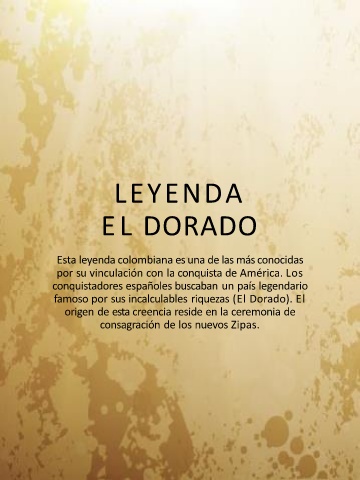 LEYENDA
EL DORADO
Esta leyenda colombiana es una de las más conocidas
por su vinculación con la conquista de América. Los
conquistadores españoles buscaban un país legendario
famoso por sus incalculables riquezas (El Dorado). El
origen de esta creencia reside en la ceremonia de
consagración de los nuevos Zipas.